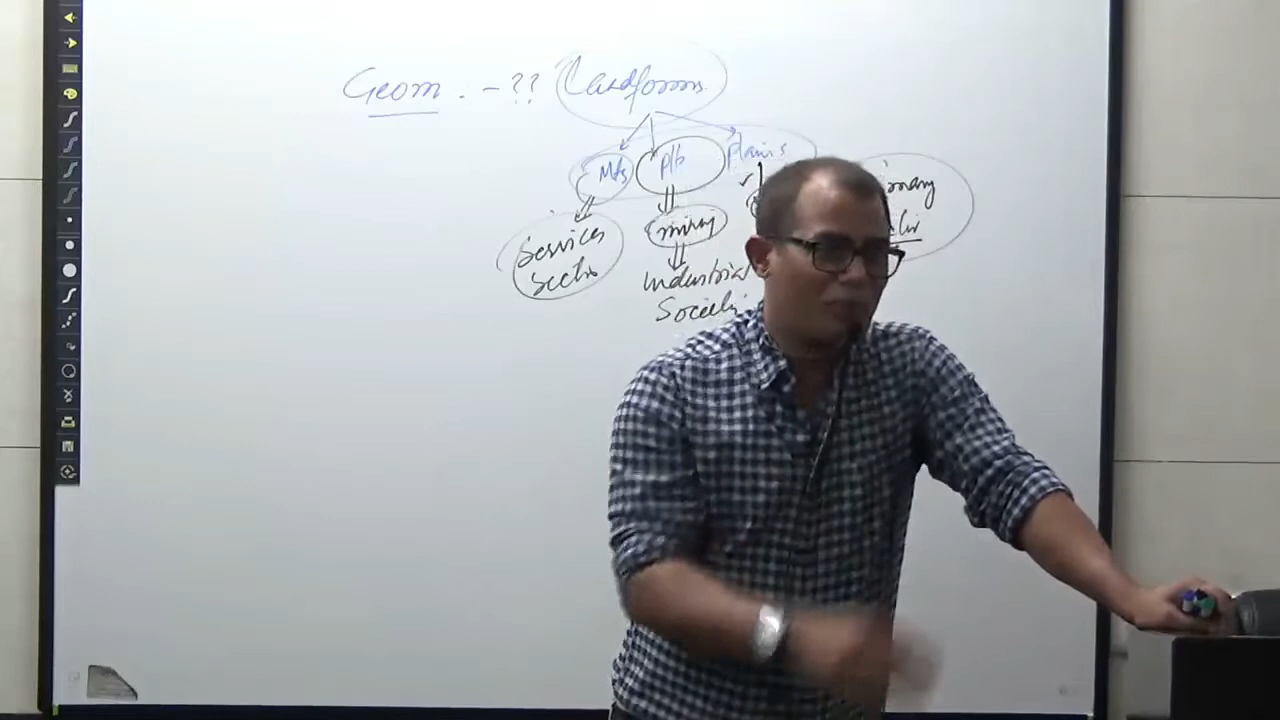 Geom. - ?? Landforms
Mts Plt Plains
Services mining
Sector
Industrial
Society